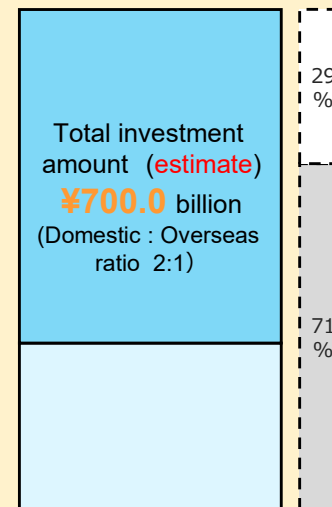 Total investment
amount (estimate)
¥700.0 billion
(Domestic : Overseas
ratio 2:1）
29
%
71
%